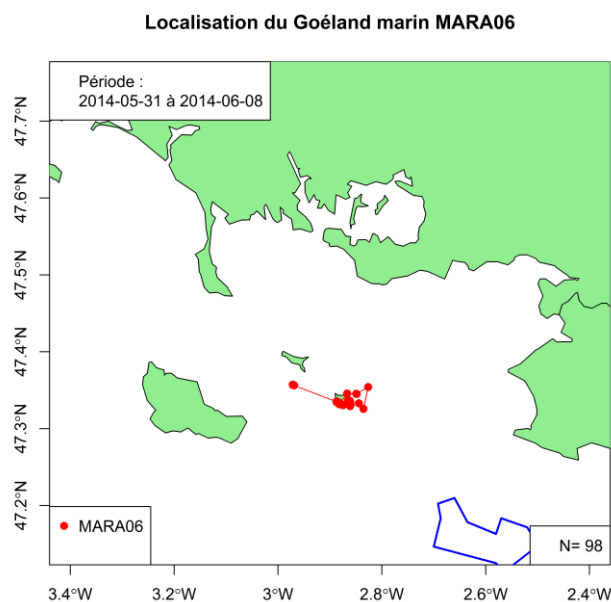 Localisation du Goéland marin MARA06
Période :
2014-05-31 à 2014-06-08
47.7°N
47.6°N
47.5°N
47.4°N
47.3°N
47.2°N
MARA06
N= 98
3.4°W
3.2°W
3°W
2.8°W
2.6°W
2.4°W